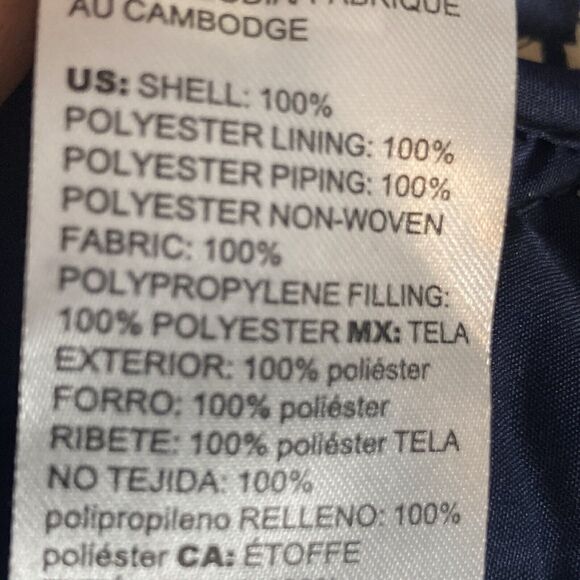 FABRIQUÉ
AU CAMBODGE
US: SHELL: 100%
POLYESTER LINING: 100%
POLYESTER PIPING: 100%
POLYESTER NON-WOVEN
FABRIC: 100%
POLYPROPYLENE FILLING:
100% POLYESTER MX: TELA
EXTERIOR: 100% poliéster
FORRO: 100% poliéster
RIBETE: 100% poliéster TELA
NO TEJIDA: 100%
polipropileno RELLENO: 100%
poliéster CA: ÉTOFFE